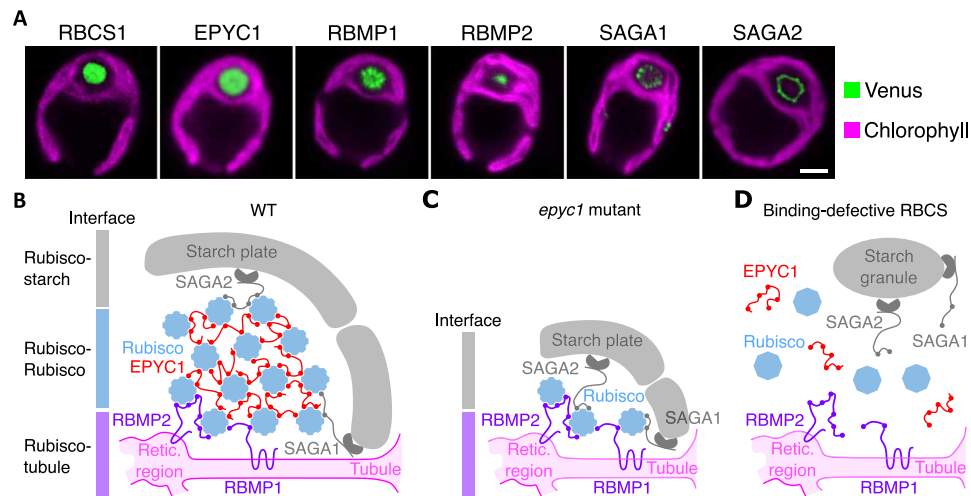 A
RBCS1
EPYC1
RBMP1
RBMP2
SAGA1
SAGA2
Venus
Chlorophyll
B
WT
Interface
Rubisco-
starch
Rubisco-
Rubisco
Rubisco-
tubule
Starch plate
SAGA2
Rubisco
EPYC1
RBMP2
SAGA1
Retic.
region
Tubule
RBMP1
C
epyc1 mutant
Interface
Starch plate
SAGA2
Rubisco
RBMP2
SAGA1
Retic.
region
Tubule
RBMP1
D
Binding-defective RBCS
EPYC1
Starch
granule
SAGA2
SAGA1
Rubisco
RBMP2
Retic.
region
Tubule
RBMP1